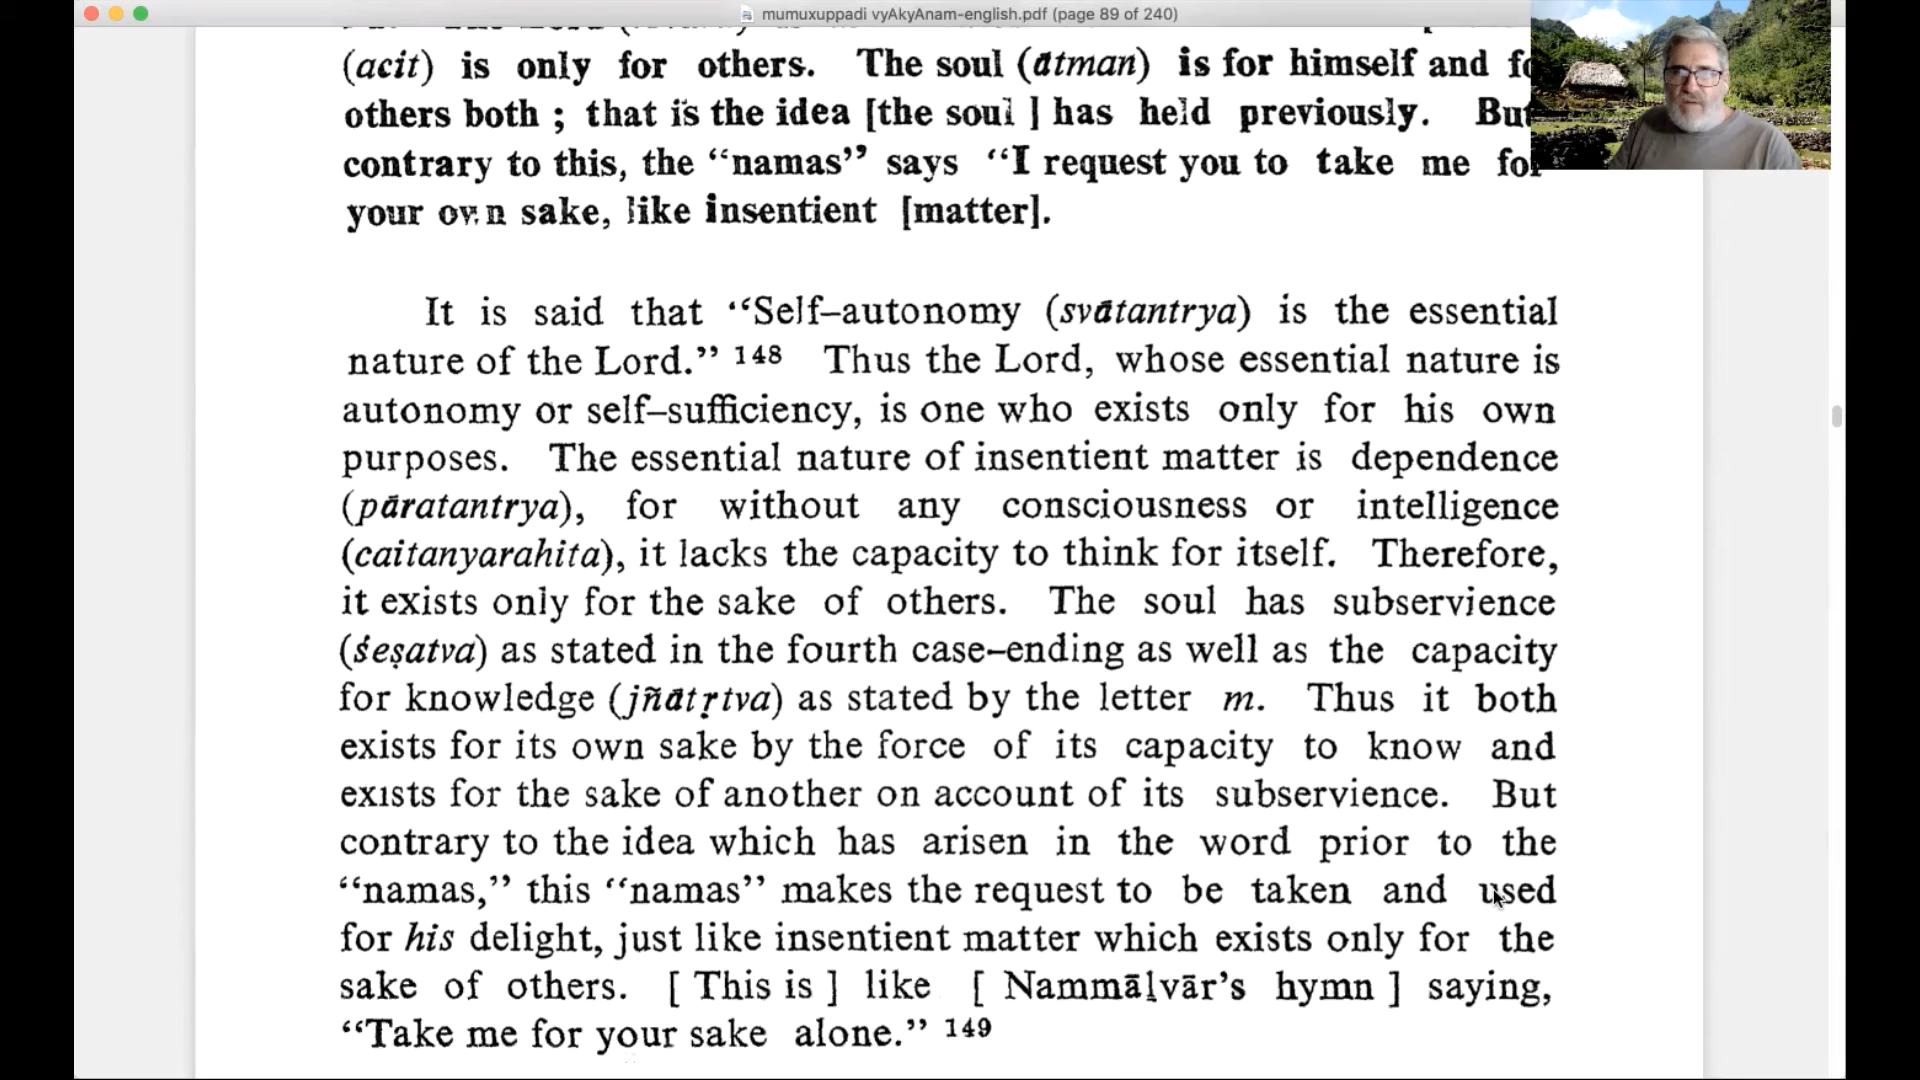 mumuxuppadi vyAkyAnam-english.pdf (page 89 of 240)
(acit) is only for others. The soul (ātman) is for himself and
others both ; that is the idea [the soul ] has held previously.
contrary to this, the “namas” says “I request you to take me
your own sake, like insentient [matter].
It is said that “Self–autonomy (svātantrya) is the essential
nature of the Lord.” 148 Thus the Lord, whose essential nature is
autonomy or self–sufficiency, is one who exists only for his own
purposes. The essential nature of insentient matter is dependence
(pāratantrya), for without any consciousness or intelligence
(caitanyarahita), it lacks the capacity to think for itself. Therefore,
it exists only for the sake of others. The soul has subservience
(śeṣatva) as stated in the fourth case–ending as well as the capacity
for knowledge (jñātṛtva) as stated by the letter m. Thus it both
exists for its own sake by the force of its capacity to know and
exists for the sake of another on account of its subservience. But
contrary to the idea which has arisen in the word prior to the
“namas,” this “namas” makes the request to be taken and used
for his delight, just like insentient matter which exists only for the
sake of others. [ This is ] like [ Nammāḻvār’s hymn ] saying,
“Take me for your sake alone.” 149